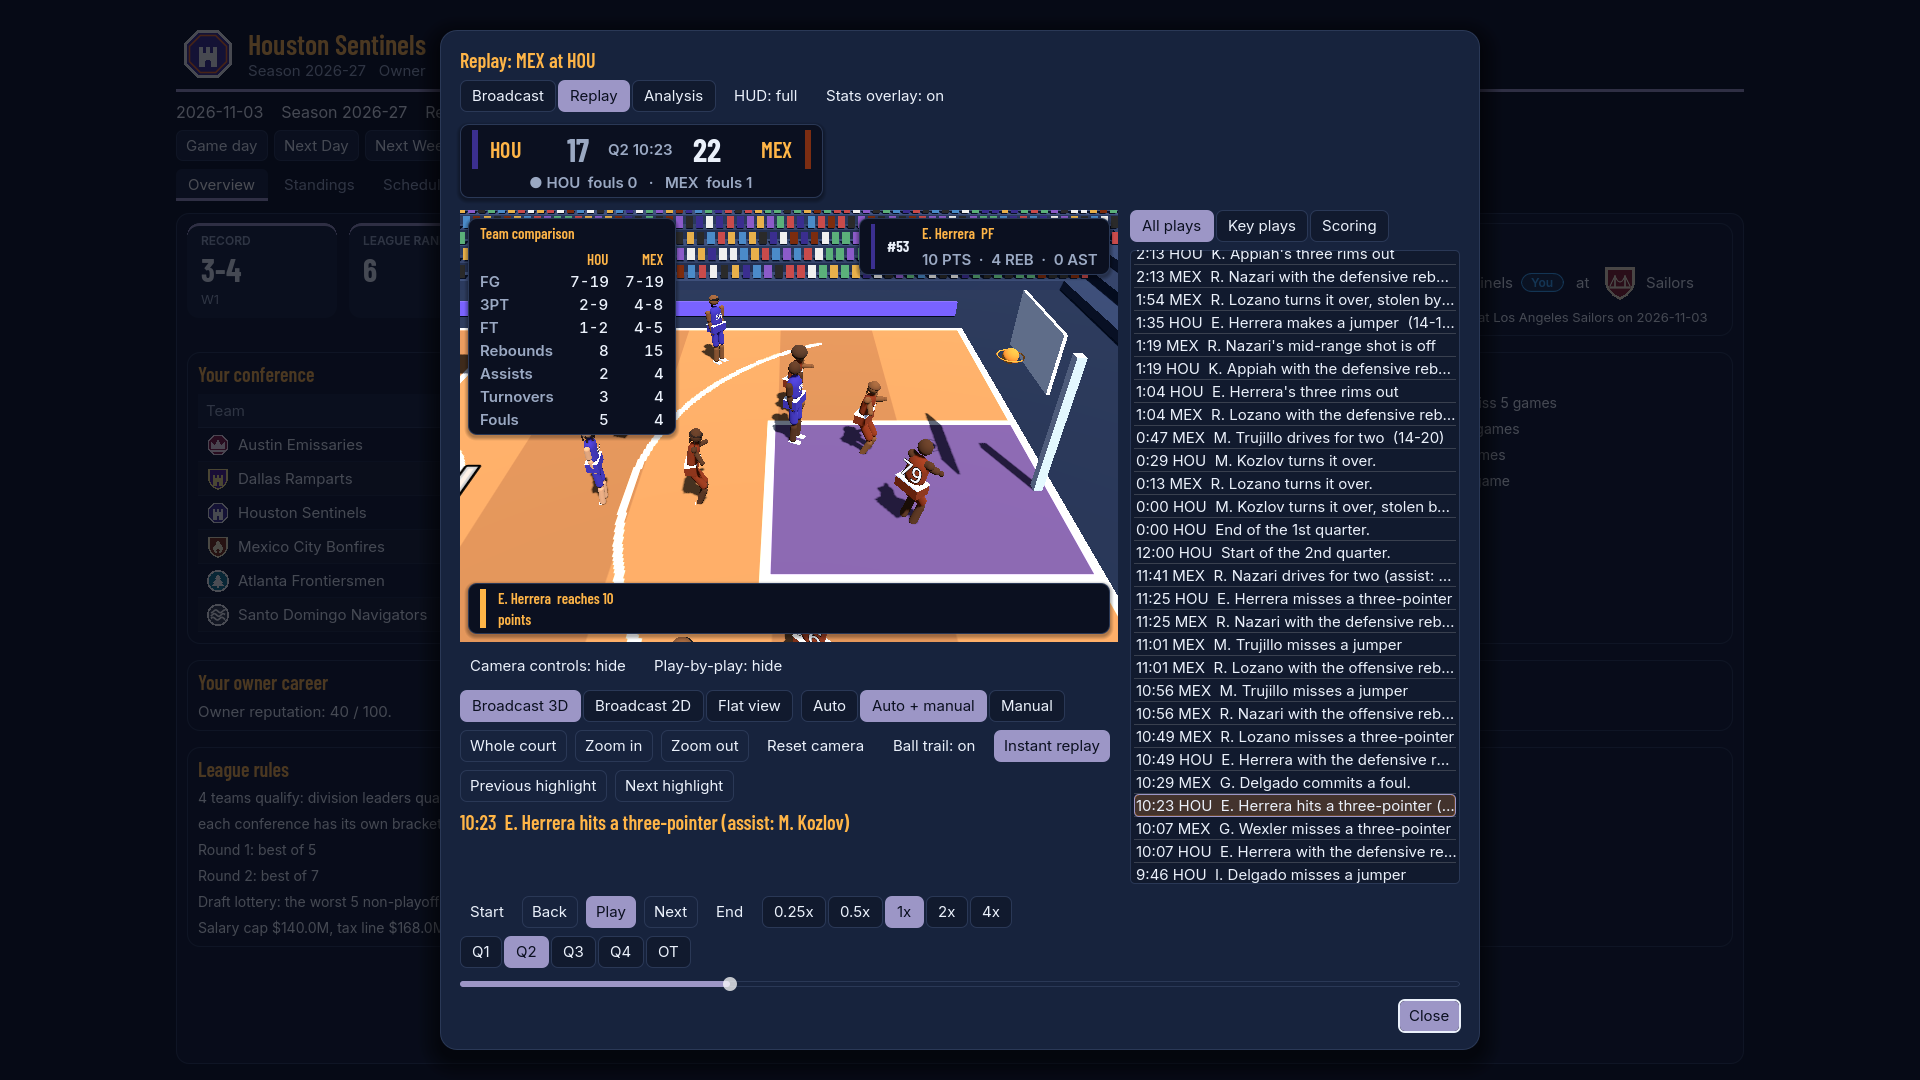 Houston Sentinels
Season 2026-27 Owner
2026-11-03 Season 2026-27
Game day Next Day
Overview Standings
RECORD
3-4
W1
6
Your conference
Team
Austin Emissaries
Dallas Ramparts
Houston Sentinels
Mexico City Bonfires
Atlanta Frontiersmen
Santo Domingo Navigators
Your owner career
Owner reputation: 40 / 100.
League rules
4 teams qualify: division leaders
each conference has its own bracket
Round 1: best of 5
Round 2: best of 7
Draft lottery: the worst 5
Salary cap $140.0M, tax line
You at Sailors
at Los Angeles Sailors on 2026-11-03
5 games
Replay: MEX at HOU
Broadcast Replay Analysis HUD: full Stats overlay: on
HOU 17 Q2 10:23 22 MEX
HOU fouls 0 · MEX fouls 1
Team comparison
HOU MEX
FG 7-19 7-19
3PT 2-9 4-8
FT 1-2 4-5
Rebounds 8 15
Assists 2 4
Turnovers 3 4
Fouls 5 4
#53 E. Herrera PF
10 PTS · 4 REB · 0 AST
79
E. Herrera reaches 10
points
Camera controls: hide Play-by-play: hide
Broadcast 3D Broadcast 2D Flat view Auto Auto + manual Manual
Whole court Zoom in Zoom out Reset camera Ball trail: on Instant replay
Previous highlight Next highlight
10:23 E. Herrera hits a three-pointer (assist: M. Kozlov)
Start Back Play Next End 0.25x 0.5x 1x 2x 4x
Q1 Q2 Q3 Q4 OT
All plays Key plays Scoring
2:13 HOU K. Appiah's three rims out
2:13 MEX R. Nazari with the defensive reb...
1:54 MEX R. Lozano turns it over, stolen by...
1:35 HOU E. Herrera makes a jumper (14-1...
1:19 MEX R. Nazari's mid-range shot is off
1:19 HOU K. Appiah with the defensive reb...
1:04 HOU E. Herrera's three rims out
1:04 MEX R. Lozano with the defensive reb...
0:47 MEX M. Trujillo drives for two (14-20)
0:29 HOU M. Kozlov turns it over.
0:13 MEX R. Lozano turns it over.
0:00 HOU M. Kozlov turns it over, stolen b...
0:00 HOU End of the 1st quarter.
12:00 HOU Start of the 2nd quarter.
11:41 MEX R. Nazari drives for two (assist: ...
11:25 HOU E. Herrera misses a three-pointer
11:25 MEX R. Nazari with the defensive reb...
11:01 MEX M. Trujillo misses a jumper
11:01 MEX R. Lozano with the offensive reb...
10:56 MEX M. Trujillo misses a jumper
10:56 MEX R. Nazari with the offensive reb...
10:49 MEX R. Lozano misses a three-pointer
10:49 HOU E. Herrera with the defensive r...
10:29 MEX G. Delgado commits a foul.
10:23 HOU E. Herrera hits a three-pointer (...
10:07 MEX G. Wexler misses a three-pointer
10:07 HOU E. Herrera with the defensive re...
9:46 HOU I. Delgado misses a jumper
Close